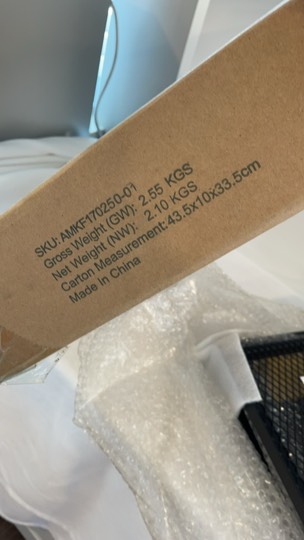 SKU: AMKF170250-01
Gross Weight (GW): 2.55 KGS
Net Weight (NW): 2.10 KGS
Carton Measurement: 43.5x10x33.5cm
Made In China